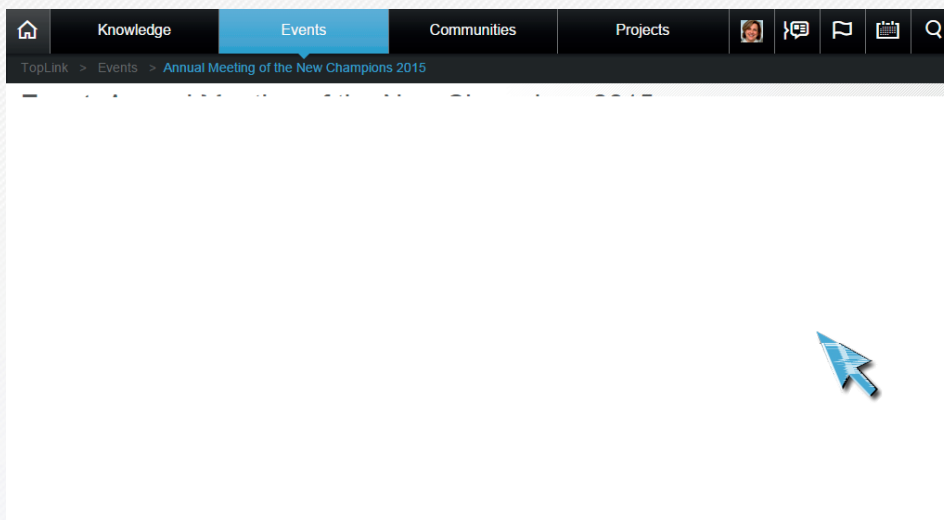 Knowledge Events Communities Projects
TopLink > Events > Annual Meeting of the New Champions 2015